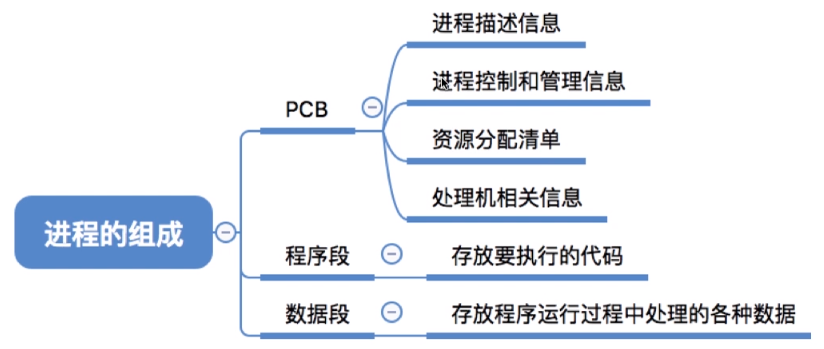 进程的组成
PCB
进程描述信息
进程控制和管理信息
资源分配清单
处理机相关信息
程序段
存放要执行的代码
数据段
存放程序运行过程中处理的各种数据